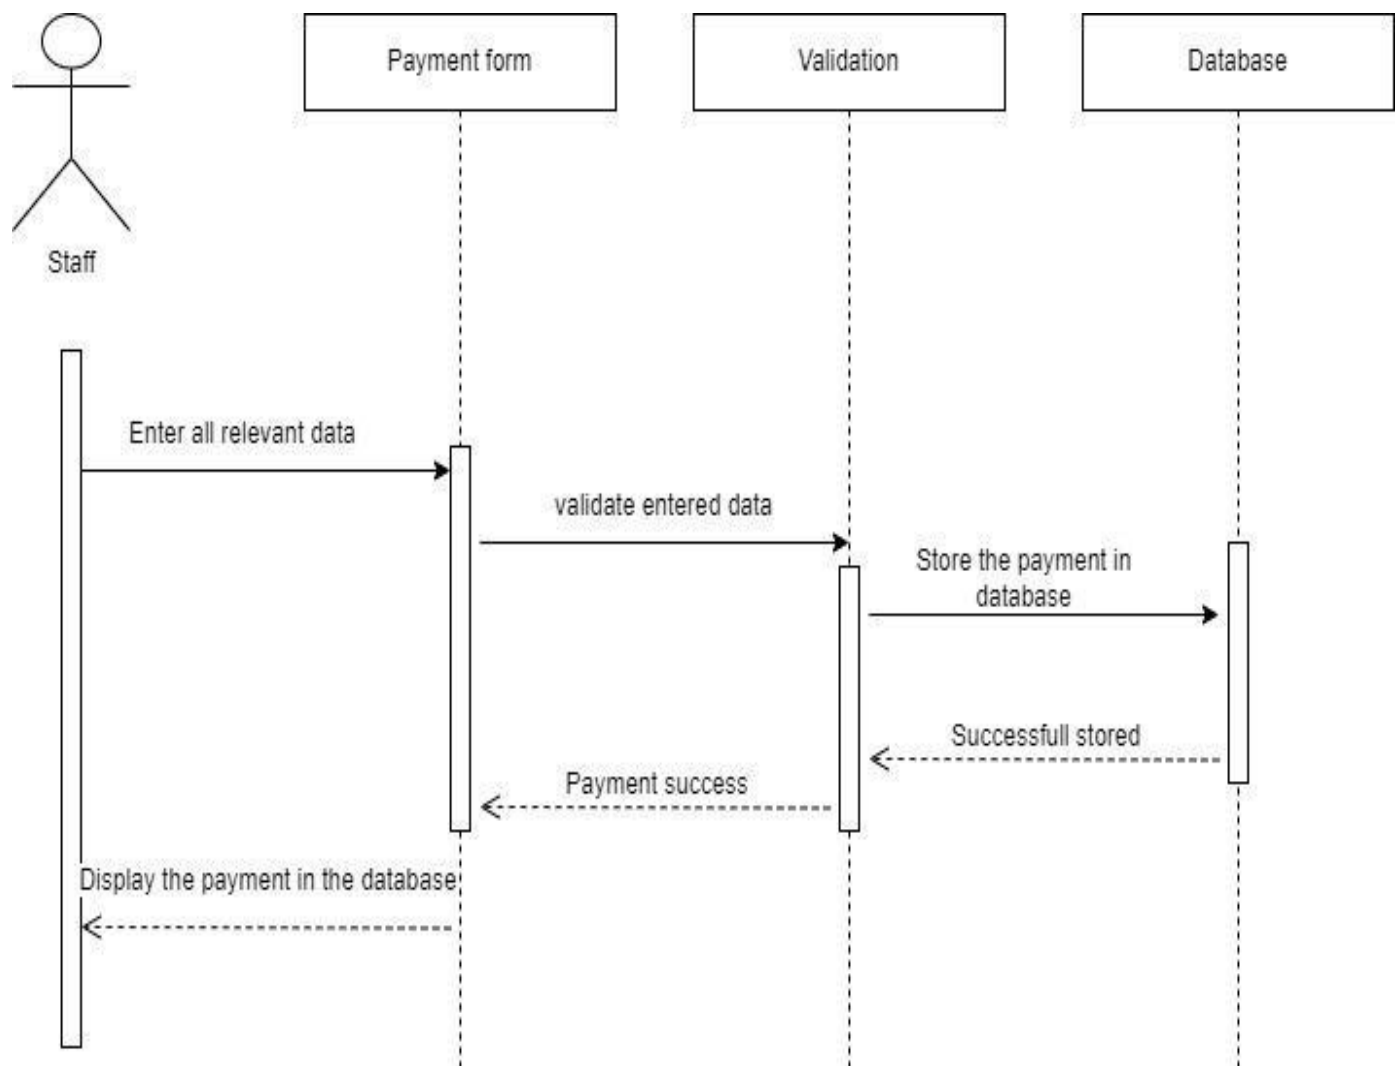 Payment form
Validation
Database
Staff
Enter all relevant data
validate entered data
Store the payment in
database
Successfull stored
Payment success
Display the payment in the database